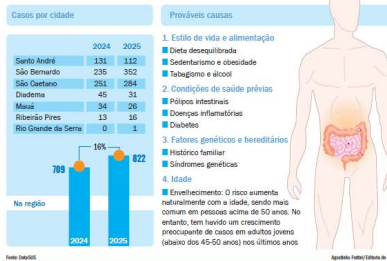 Casos por cidade
2024 2025
Santo André 131 112
São Bernardo 235 352
São Caetano 251 284
Diadema 45 31
Mauá 34 26
Ribeirão Pires 13 16
Rio Grande da Serra 0 1
16%
709
822
Na região
2024
2025
Fonte: DataSUS
Prováveis causas
1. Estilo de vida e alimentação
Dieta desequilibrada
Sedentarismo e obesidade
Tabagismo e álcool
2. Condições de saúde prévias
Pólipos intestinais
Doenças inflamatórias
Diabetes
3. Fatores genéticos e hereditários
Histórico familiar
Síndromes genéticas
4. Idade
Envelhecimento: O risco aumenta
naturalmente com a idade, sendo mais
comum em pessoas acima de 50 anos. No
entanto, tem havido um crescimento
preocupante de casos em adultos jovens
(abaixo dos 45-50 anos) nos últimos anos
Agostinho Fratini/Editoria de